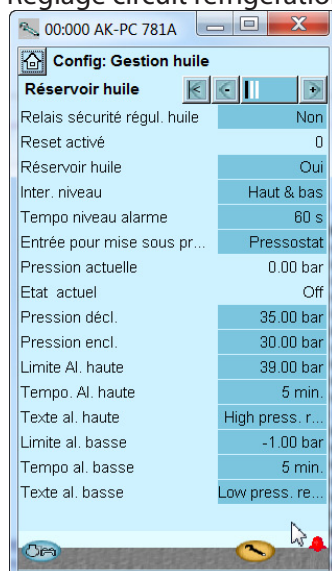 Réglage circuit réfrigération
00:000 AK-PC 781A
Config: Gestion huile
Réservoir huile
Relais sécurité régul. huile Non
Reset activé 0
Réservoir huile Oui
Inter. niveau Haut & bas
Tempo niveau alarme 60 s
Entrée pour mise sous pr... Pressostat
Pression actuelle 0.00 bar
Etat actuel Off
Pression décl. 35.00 bar
Pression encl. 30.00 bar
Limite Al. haute 39.00 bar
Tempo. Al. haute 5 min.
Texte al. haute High press. r...
Limite al. basse -1.00 bar
Tempo al. basse 5 min.
Texte al. basse Low press. re...